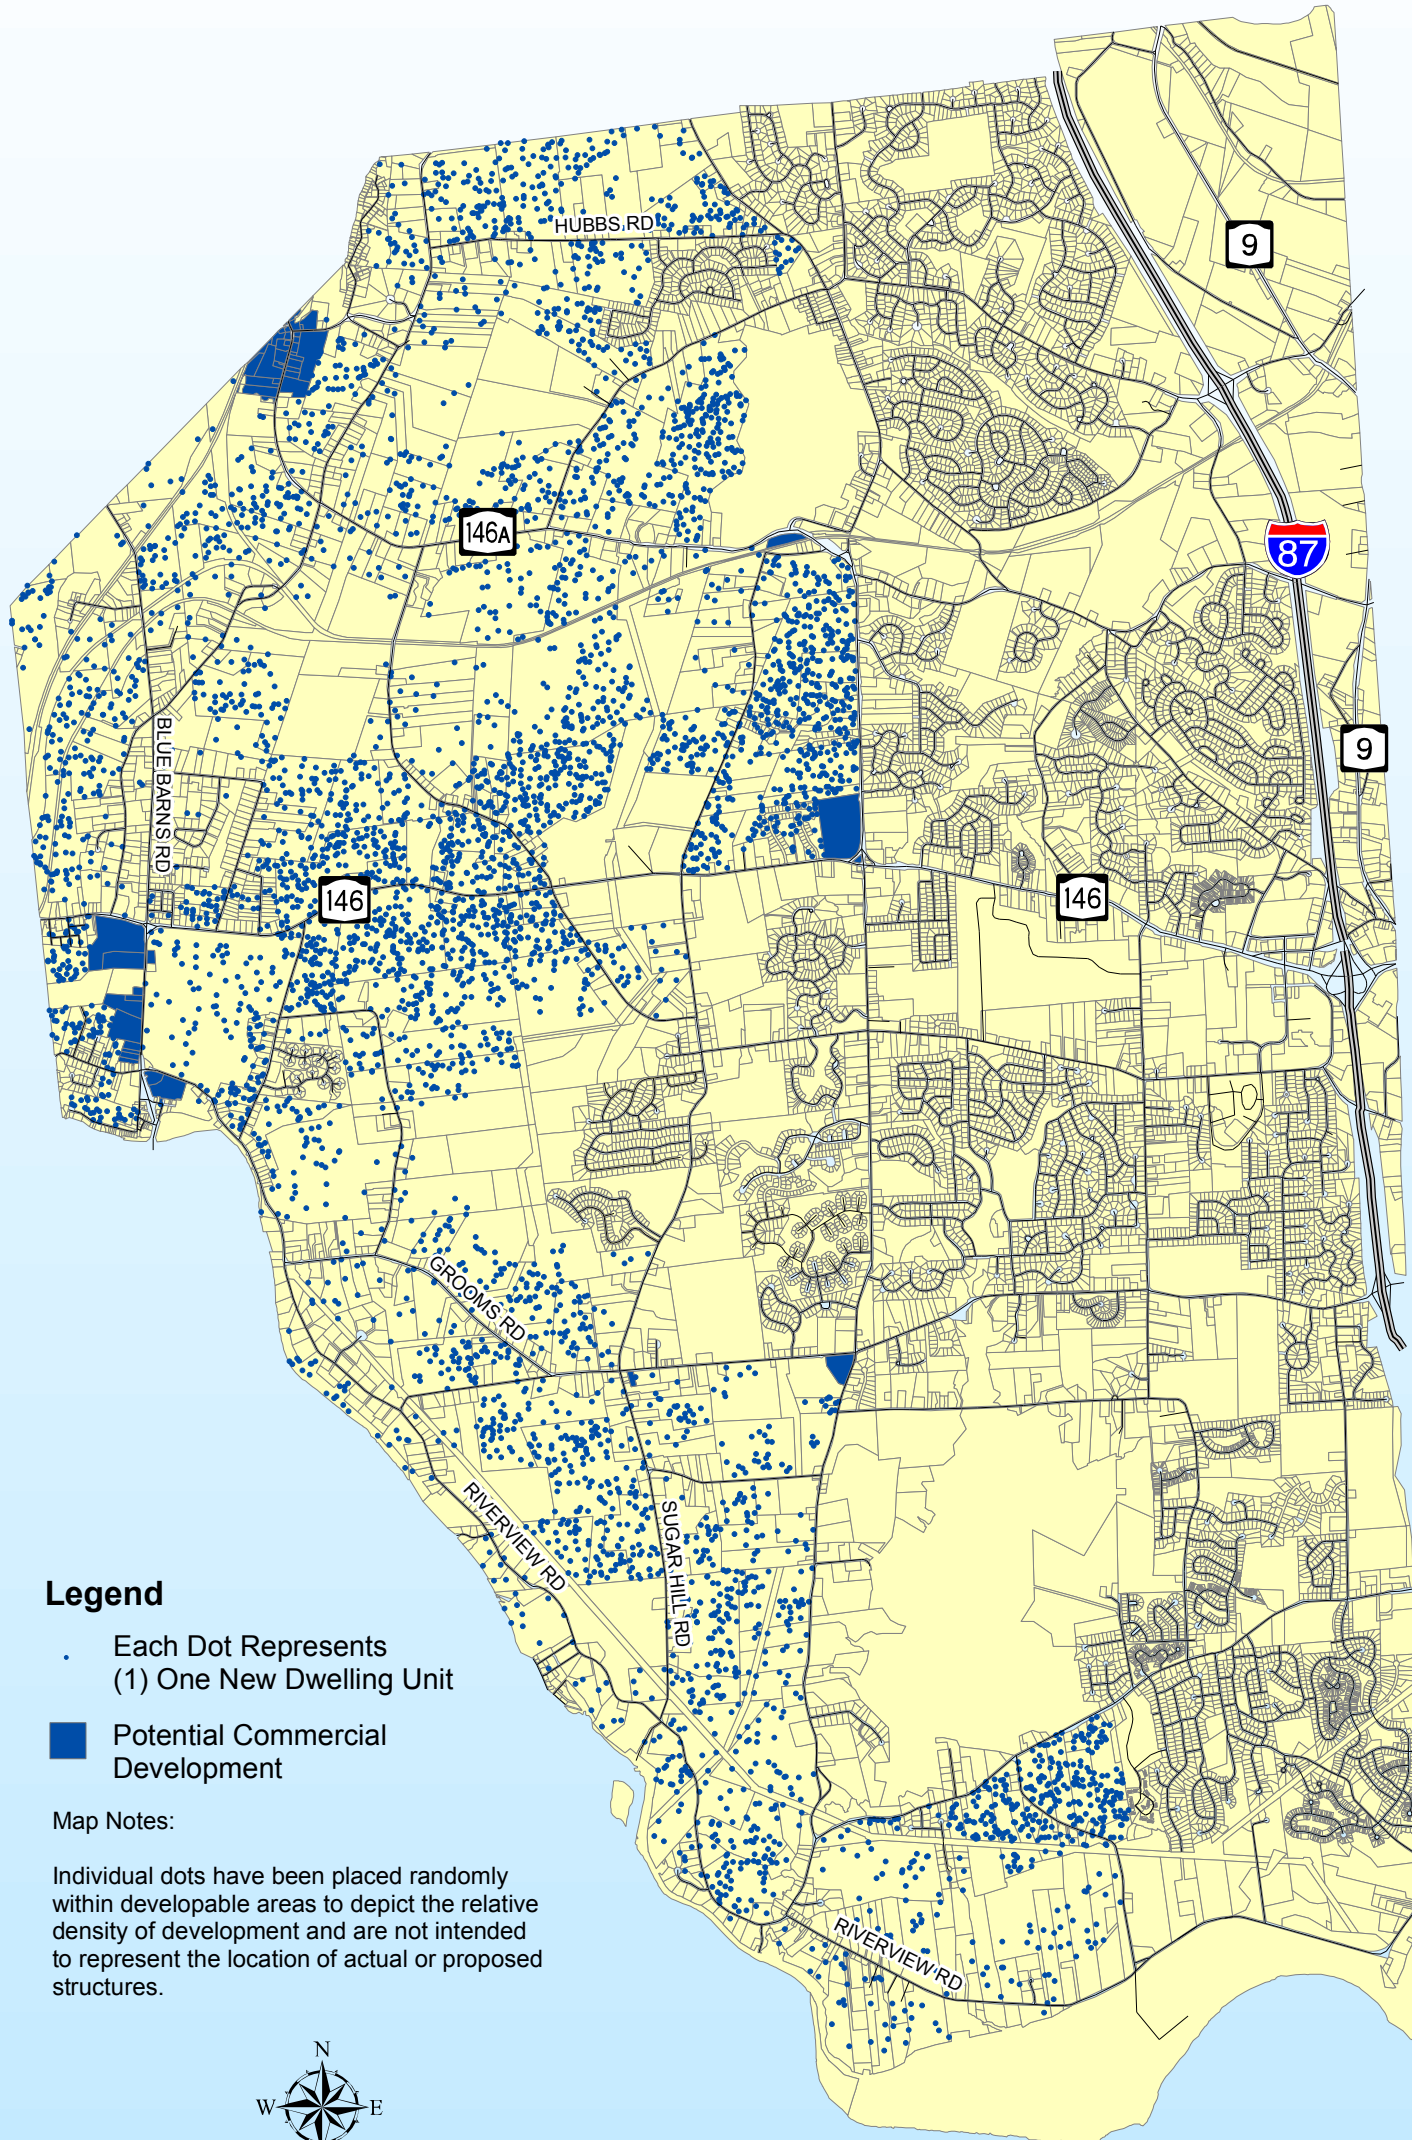 HUBBS RD
9
146A
87
BLUE BARNS RD
9
146
146
GROOMS RD
RIVERVIEW RD
SUGAR HILL RD
RIVERVIEW RD
Legend
Each Dot Represents
(1) One New Dwelling Unit
Potential Commercial
Development
Map Notes:
Individual dots have been placed randomly
within developable areas to depict the relative
density of development and are not intended
to represent the location of actual or proposed
structures.
N
W
E